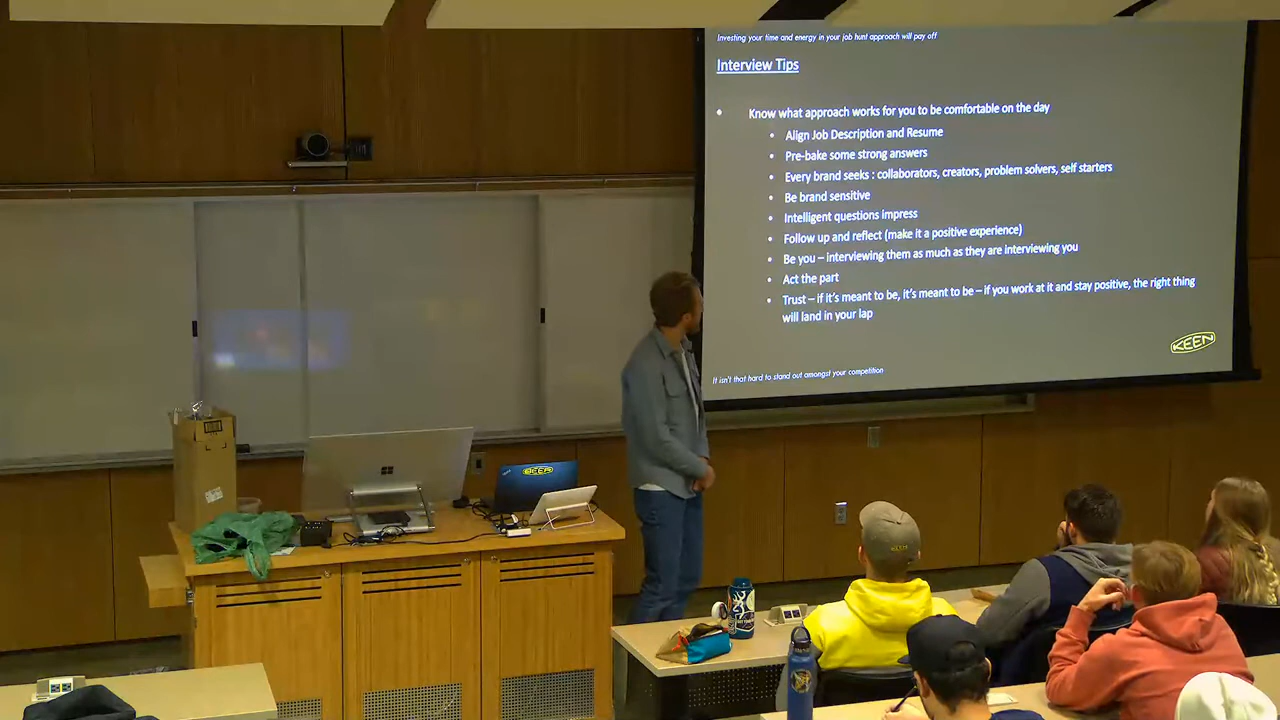 Investing your time and energy in your job hunt approach will pay off
Interview Tips
• Know what approach works for you to be comfortable on the day
• Align Job Description and Resume
• Pre-bake some strong answers
• Every brand seeks : collaborators, creators, problem solvers, self starters
• Be brand sensitive
• Intelligent questions impress
• Follow up and reflect (make it a positive experience)
• Be you – interviewing them as much as they are interviewing you
• Act the part
• Trust – if it's meant to be, it's meant to be – if you work at it and stay positive, the right thing
will land in your lap
KEEN
It isn't that hard to stand out amongst your competition